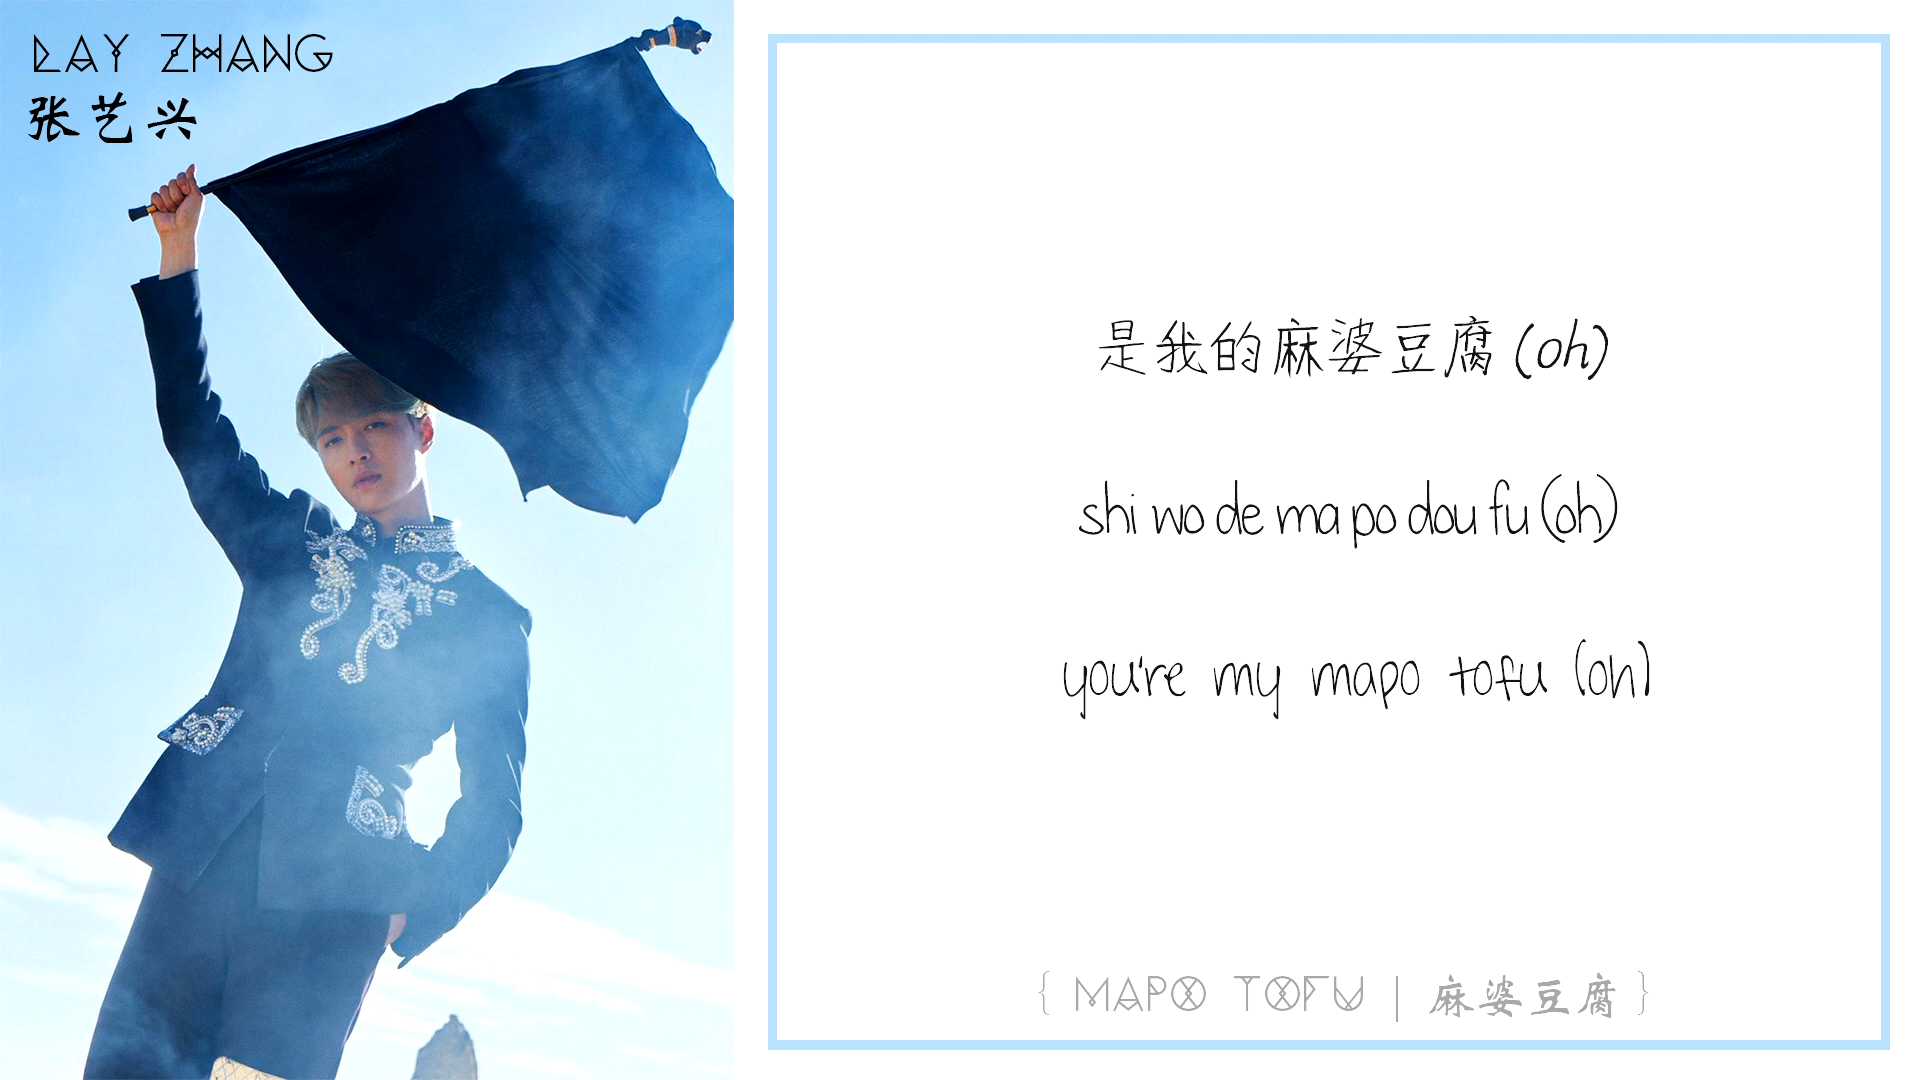 LAY ZHANG
张艺兴
是我的麻婆豆腐 (oh)
shi wo de ma po dou fu (oh)
you're my mapo tofu (oh)
{ MAPO TOFU | 麻婆豆腐 }